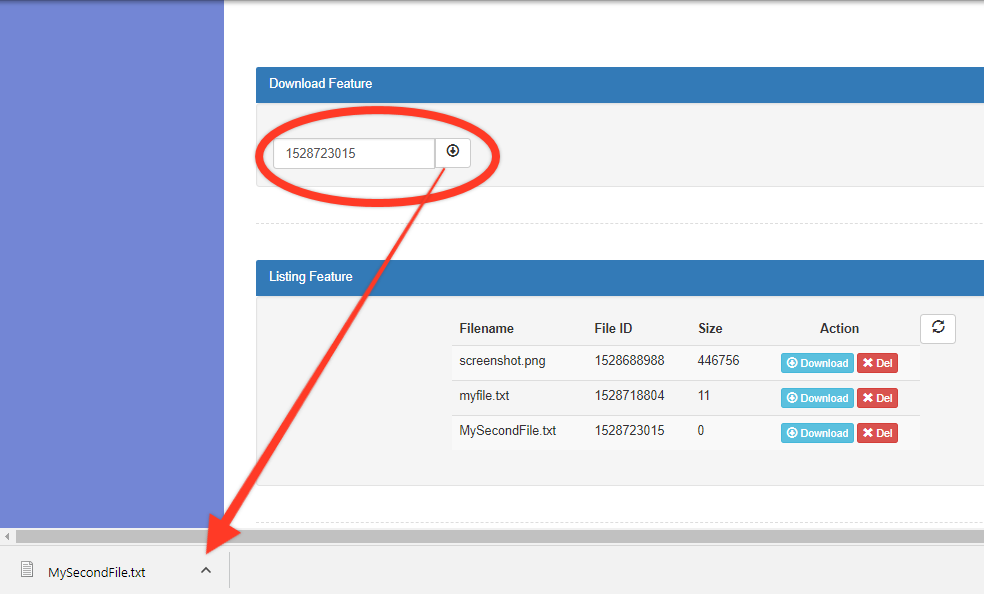 Download Feature
1528723015
Listing Feature
Filename File ID Size Action
screenshot.png 1528688988 446756 Download Del
myfile.txt 1528718804 11 Download Del
MySecondFile.txt 1528723015 0 Download Del
MySecondFile.txt